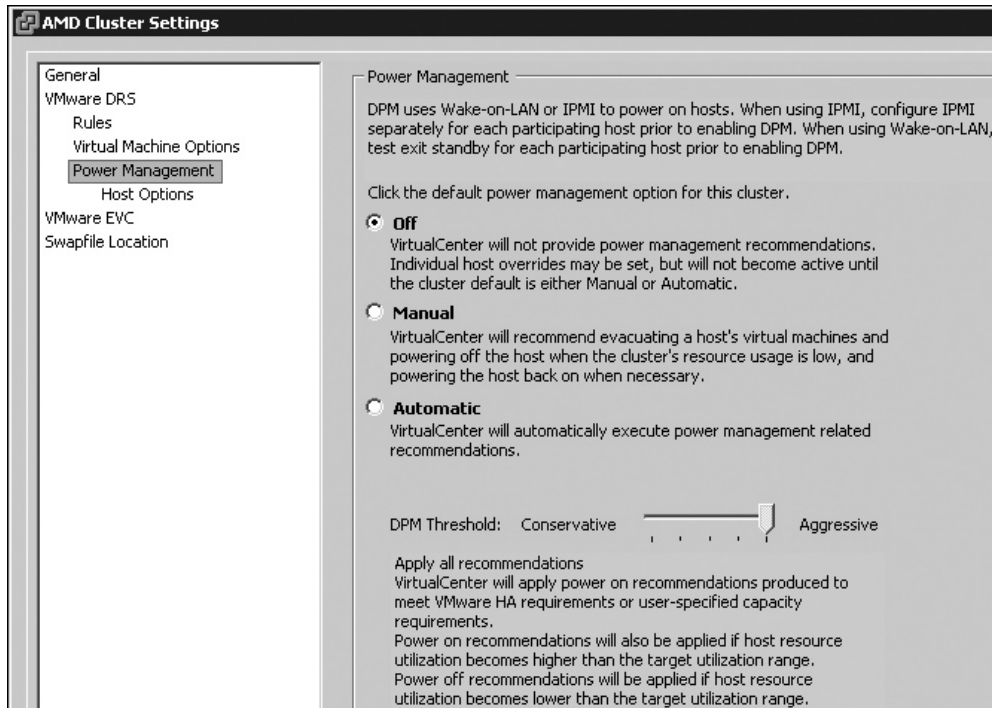 AMD Cluster Settings
General
VMware DRS
Rules
Virtual Machine Options
Power Management
Host Options
VMware EVC
Swapfile Location
Power Management
DPM uses Wake-on-LAN or IPMI to power on hosts. When using IPMI, configure IPMI
separately for each participating host prior to enabling DPM. When using Wake-on-LAN,
test exit standby for each participating host prior to enabling DPM.
Click the default power management option for this cluster.
Off
VirtualCenter will not provide power management recommendations.
Individual host overrides may be set, but will not become active until
the cluster default is either Manual or Automatic.
Manual
VirtualCenter will recommend evacuating a host's virtual machines and
powering off the host when the cluster's resource usage is low, and
powering the host back on when necessary.
Automatic
VirtualCenter will automatically execute power management related
recommendations.
DPM Threshold: Conservative Aggressive
Apply all recommendations
VirtualCenter will apply power on recommendations produced to
meet VMware HA requirements or user-specified capacity
requirements.
Power on recommendations will also be applied if host resource
utilization becomes higher than the target utilization range.
Power off recommendations will be applied if host resource
utilization becomes lower than the target utilization range.